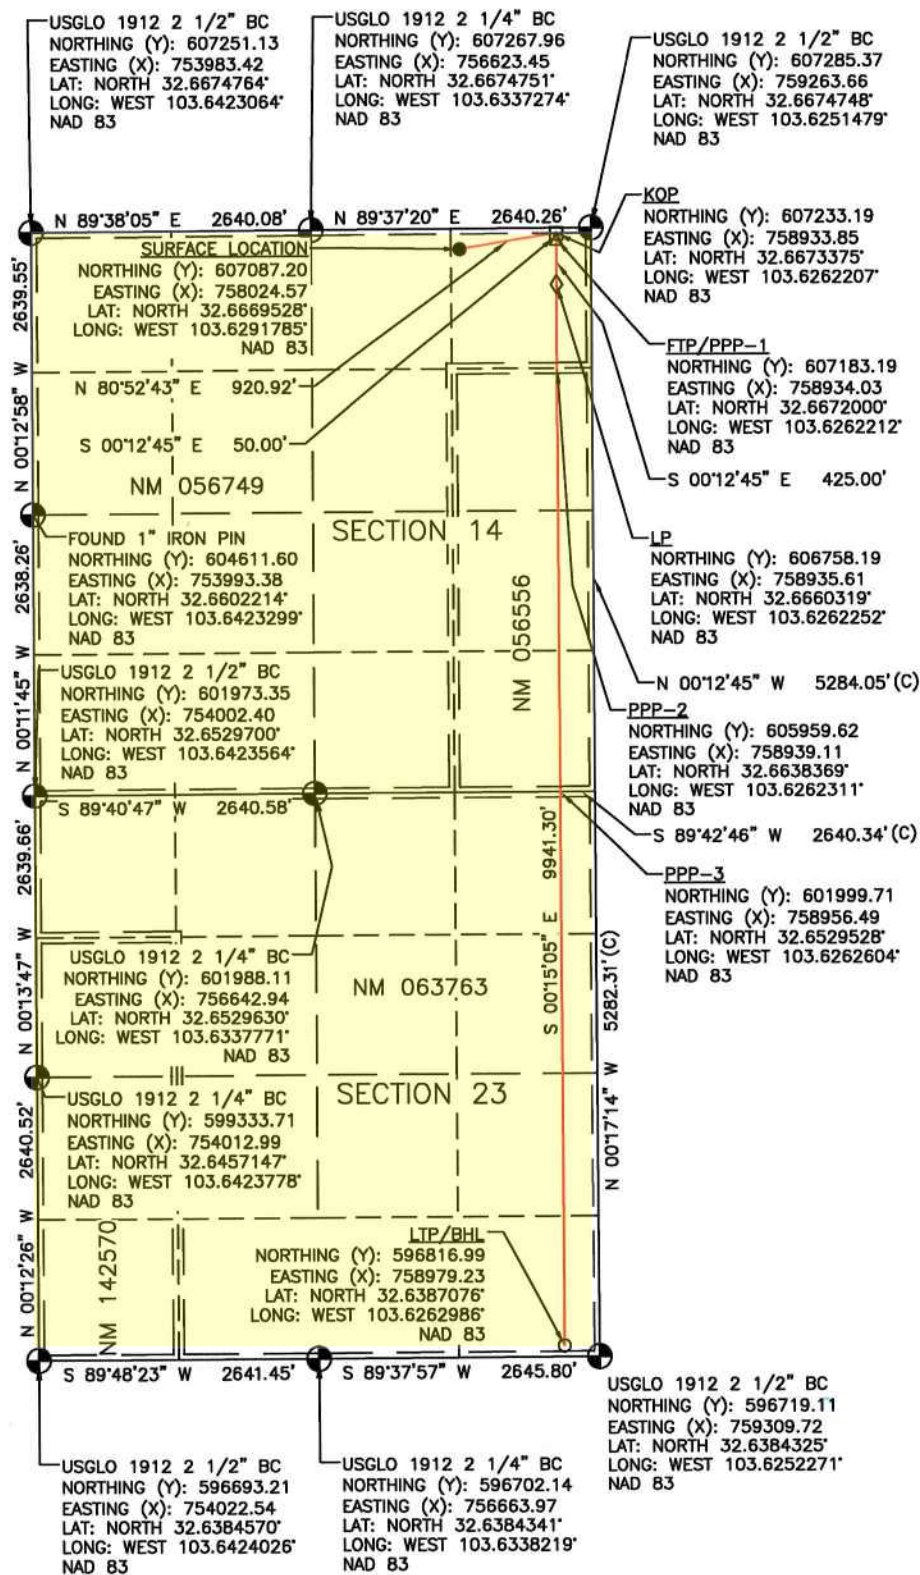 USGLO 1912 2 1/2" BC
NORTHING (Y): 607251.13
EASTING (X): 753983.42
LAT: NORTH 32.6674764°
LONG: WEST 103.6423064°
NAD 83
USGLO 1912 2 1/4" BC
NORTHING (Y): 607267.96
EASTING (X): 756623.45
LAT: NORTH 32.6674751°
LONG: WEST 103.6337274°
NAD 83
USGLO 1912 2 1/2" BC
NORTHING (Y): 607285.37
EASTING (X): 759263.66
LAT: NORTH 32.6674748°
LONG: WEST 103.6251479°
NAD 83
N 89°38'05" E 2640.08'
N 89°37'20" E 2640.26'
KOP
NORTHING (Y): 607233.19
EASTING (X): 758933.85
LAT: NORTH 32.6673375°
LONG: WEST 103.6262207°
NAD 83
SURFACE LOCATION
NORTHING (Y): 607087.20
EASTING (X): 758024.57
LAT: NORTH 32.6669528°
LONG: WEST 103.6291785°
NAD 83
N 00°12'58" W 2639.55'
FTP/PPP-1
NORTHING (Y): 607183.19
EASTING (X): 758934.03
LAT: NORTH 32.6672000°
LONG: WEST 103.6262212°
NAD 83
N 80°52'43" E 920.92'
S 00°12'45" E 50.00'
S 00°12'45" E 425.00'
NM 056749
SECTION 14
NM 056556
LP
NORTHING (Y): 606758.19
EASTING (X): 758935.61
LAT: NORTH 32.6660319°
LONG: WEST 103.6262252°
NAD 83
FOUND 1" IRON PIN
NORTHING (Y): 604611.60
EASTING (X): 753993.38
LAT: NORTH 32.6602214°
LONG: WEST 103.6423299°
NAD 83
N 00°11'45" W 2638.26'
N 00°12'45" W 5284.05' (C)
USGLO 1912 2 1/2" BC
NORTHING (Y): 601973.35
EASTING (X): 754002.40
LAT: NORTH 32.6529700°
LONG: WEST 103.6423564°
NAD 83
PPP-2
NORTHING (Y): 605959.62
EASTING (X): 758939.11
LAT: NORTH 32.6638369°
LONG: WEST 103.6262311°
NAD 83
S 89°40'47" W 2640.58'
S 89°42'46" W 2640.34' (C)
PPP-3
NORTHING (Y): 601999.71
EASTING (X): 758956.49
LAT: NORTH 32.6529528°
LONG: WEST 103.6262604°
NAD 83
N 00°13'47" W 2639.66'
S 00°15'05" E 9941.30'
USGLO 1912 2 1/4" BC
NORTHING (Y): 601988.11
EASTING (X): 756642.94
LAT: NORTH 32.6529630°
LONG: WEST 103.6337771°
NAD 83
NM 063763
N 00°17'14" W 5282.31' (C)
SECTION 23
USGLO 1912 2 1/4" BC
NORTHING (Y): 599333.71
EASTING (X): 754012.99
LAT: NORTH 32.6457147°
LONG: WEST 103.6423778°
NAD 83
N 00°12'26" W 2640.52'
NM 142570
LTP/BHL
NORTHING (Y): 596816.99
EASTING (X): 758979.23
LAT: NORTH 32.6387076°
LONG: WEST 103.6262986°
NAD 83
S 89°48'23" W 2641.45'
S 89°37'57" W 2645.80'
USGLO 1912 2 1/2" BC
NORTHING (Y): 596719.11
EASTING (X): 759309.72
LAT: NORTH 32.6384325°
LONG: WEST 103.6252271°
NAD 83
USGLO 1912 2 1/2" BC
NORTHING (Y): 596693.21
EASTING (X): 754022.54
LAT: NORTH 32.6384570°
LONG: WEST 103.6424026°
NAD 83
USGLO 1912 2 1/4" BC
NORTHING (Y): 596702.14
EASTING (X): 756663.97
LAT: NORTH 32.6384341°
LONG: WEST 103.6338219°
NAD 83